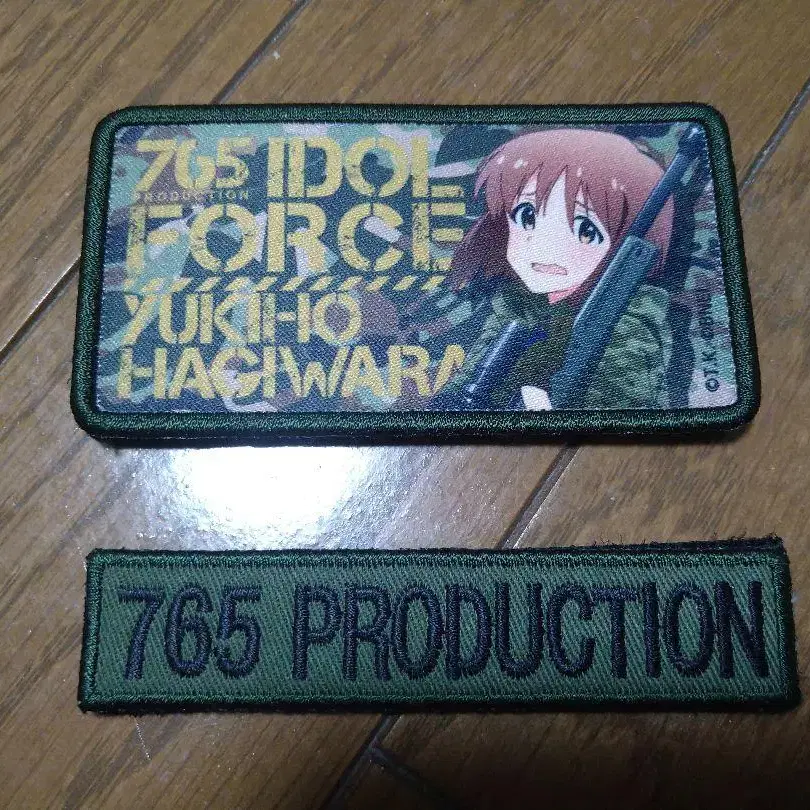 765 IDOL
PRODUCTION
FORCE
YUKIHO
HAGIWARA
765 PRODUCTION